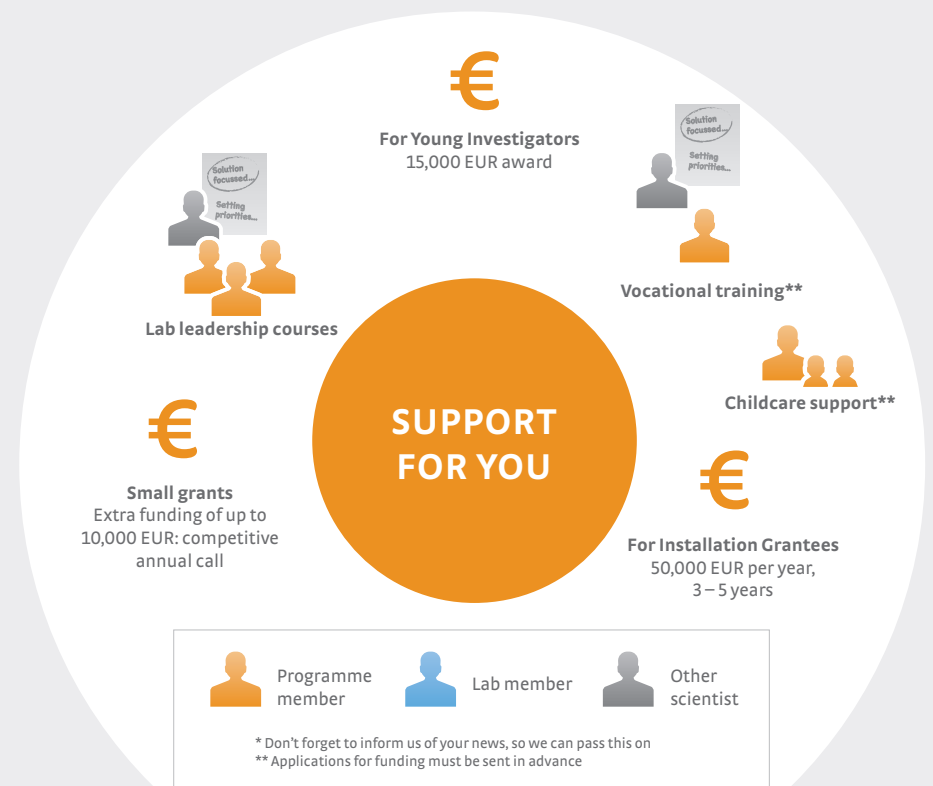 €
For Young Investigators
15,000 EUR award
Solution
focussed...
Setting
priorities...
Vocational training**
Childcare support**
€
For Installation Grantees
50,000 EUR per year,
3 – 5 years
Solution
focussed...
Setting
priorities...
Lab leadership courses
€
Small grants
Extra funding of up to
10,000 EUR: competitive
annual call
SUPPORT
FOR YOU
Programme
member
Lab member
Other
scientist
* Don’t forget to inform us of your news, so we can pass this on
** Applications for funding must be sent in advance